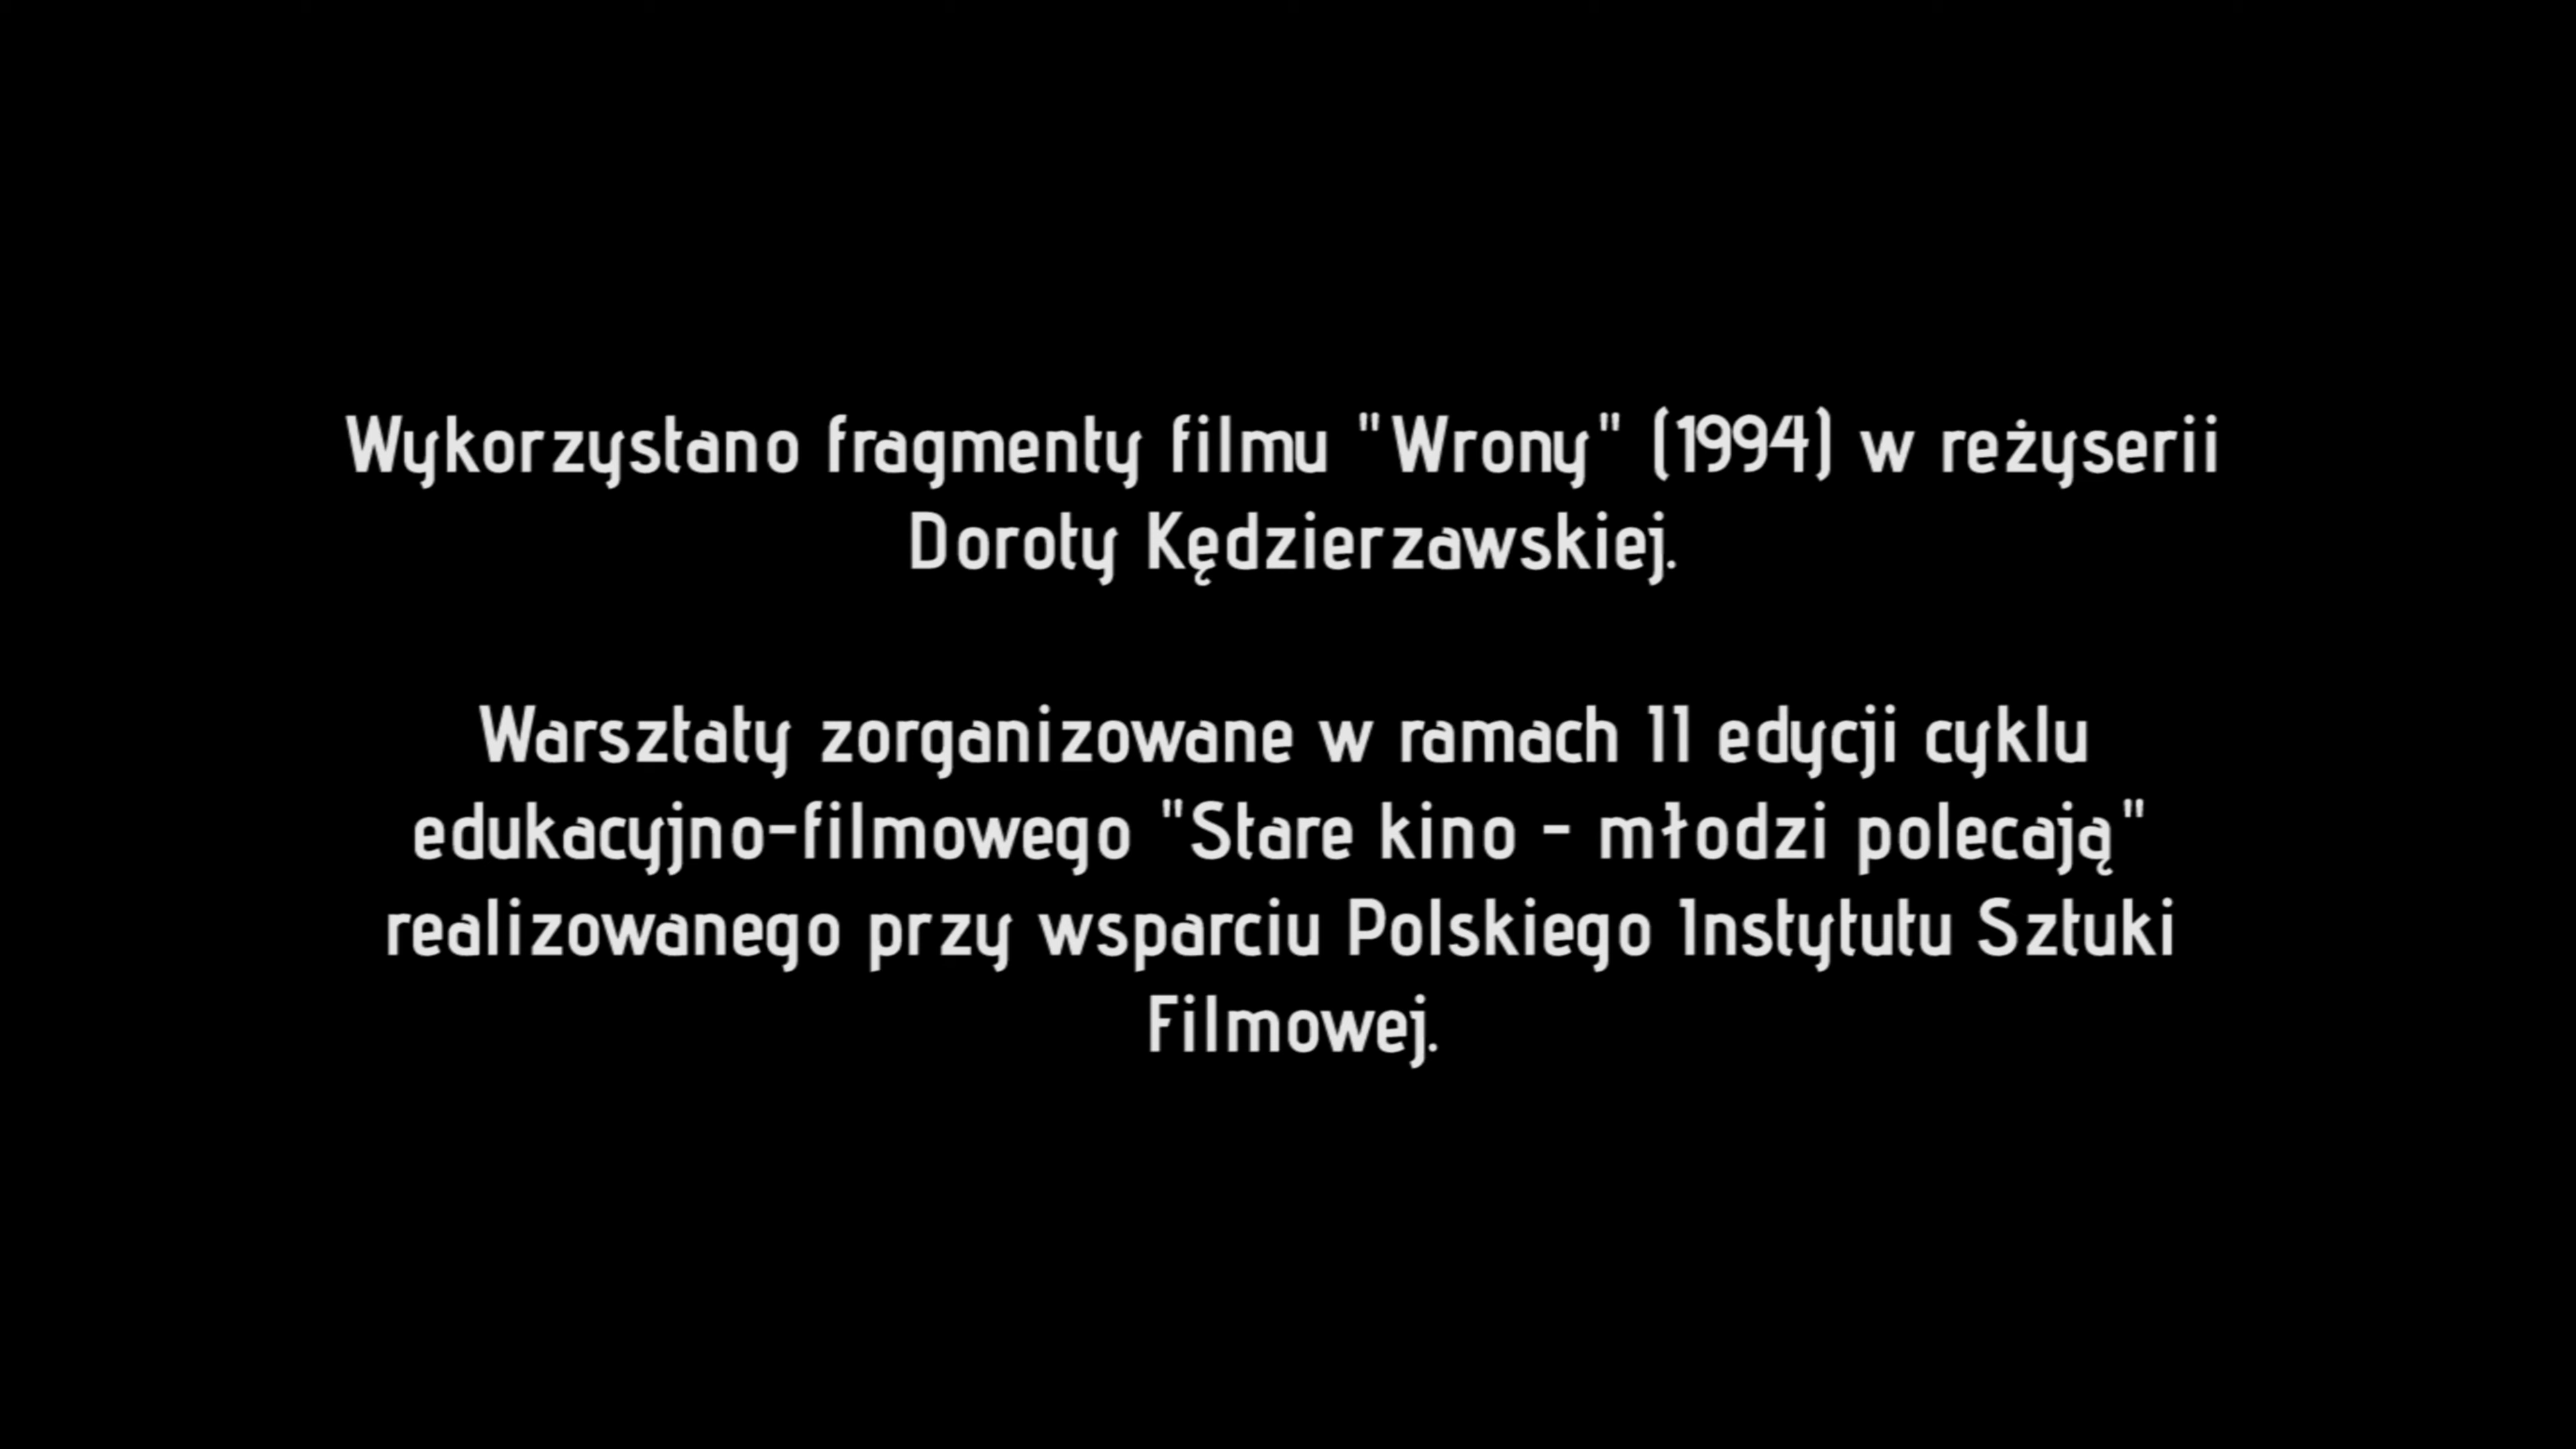 Wykorzystano fragmenty filmu "Wrony" (1994) w reżyserii
Doroty Kędzierzawskiej.
Warsztaty zorganizowane w ramach 11 edycji cyklu
edukacyjno-filmowego "Stare kino - młodzi polecają"
realizowanego przy wsparciu Polskiego Instytutu Sztuki
Filmowej.